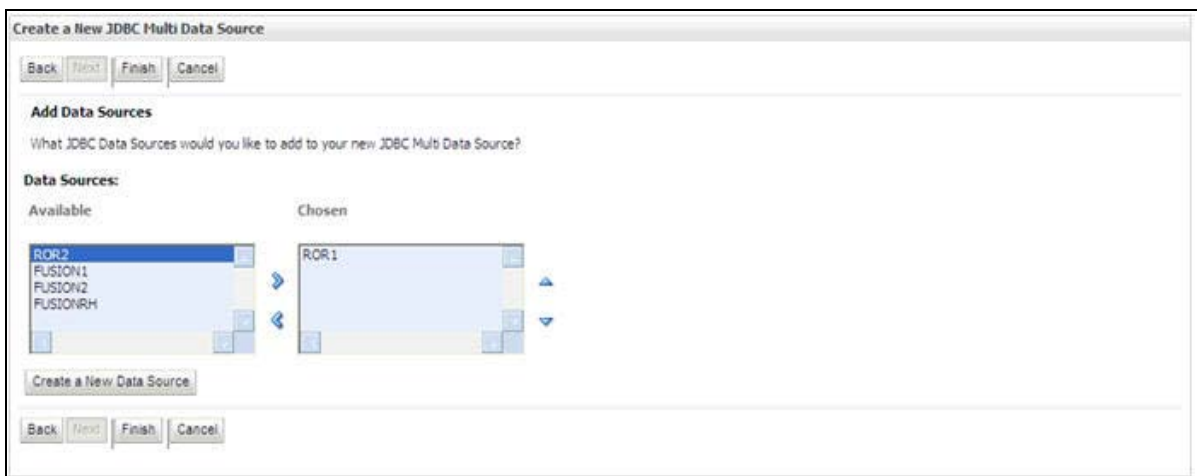 Create a New JDBC Multi Data Source
Back Next Finish Cancel
Add Data Sources
What JDBC Data Sources would you like to add to your new JDBC Multi Data Source?
Data Sources:
Available Chosen
ROR2 ROR1
FUSION1
FUSION2
FUSIONRH
Create a New Data Source
Back Next Finish Cancel